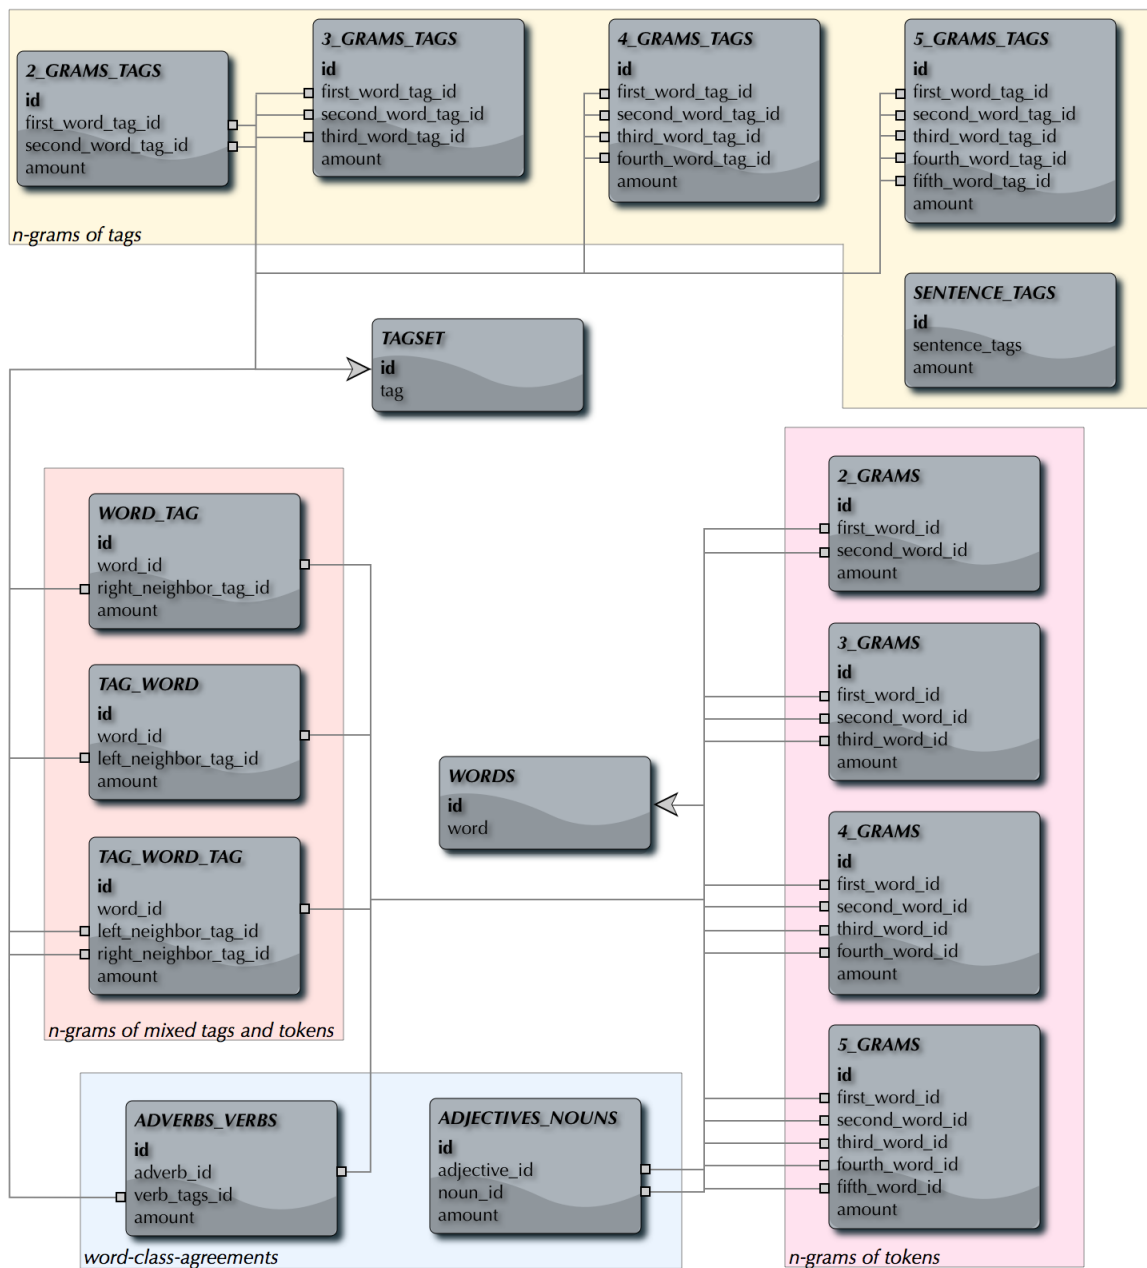 2_GRAMS_TAGS
id
first_word_tag_id
second_word_tag_id
amount
3_GRAMS_TAGS
id
first_word_tag_id
second_word_tag_id
third_word_tag_id
amount
4_GRAMS_TAGS
id
first_word_tag_id
second_word_tag_id
third_word_tag_id
fourth_word_tag_id
amount
5_GRAMS_TAGS
id
first_word_tag_id
second_word_tag_id
third_word_tag_id
fourth_word_tag_id
fifth_word_tag_id
amount
n-grams of tags
SENTENCE_TAGS
id
sentence_tags
amount
TAGSET
id
tag
WORD_TAG
id
word_id
right_neighbor_tag_id
amount
TAG_WORD
id
word_id
left_neighbor_tag_id
amount
TAG_WORD_TAG
id
word_id
left_neighbor_tag_id
right_neighbor_tag_id
amount
n-grams of mixed tags and tokens
WORDS
id
word
2_GRAMS
id
first_word_id
second_word_id
amount
3_GRAMS
id
first_word_id
second_word_id
third_word_id
amount
4_GRAMS
id
first_word_id
second_word_id
third_word_id
fourth_word_id
amount
5_GRAMS
id
first_word_id
second_word_id
third_word_id
fourth_word_id
fifth_word_id
amount
n-grams of tokens
ADVERBS_VERBS
id
adverb_id
verb_tags_id
amount
ADJECTIVES_NOUNS
id
adjective_id
noun_id
amount
word-class-agreements